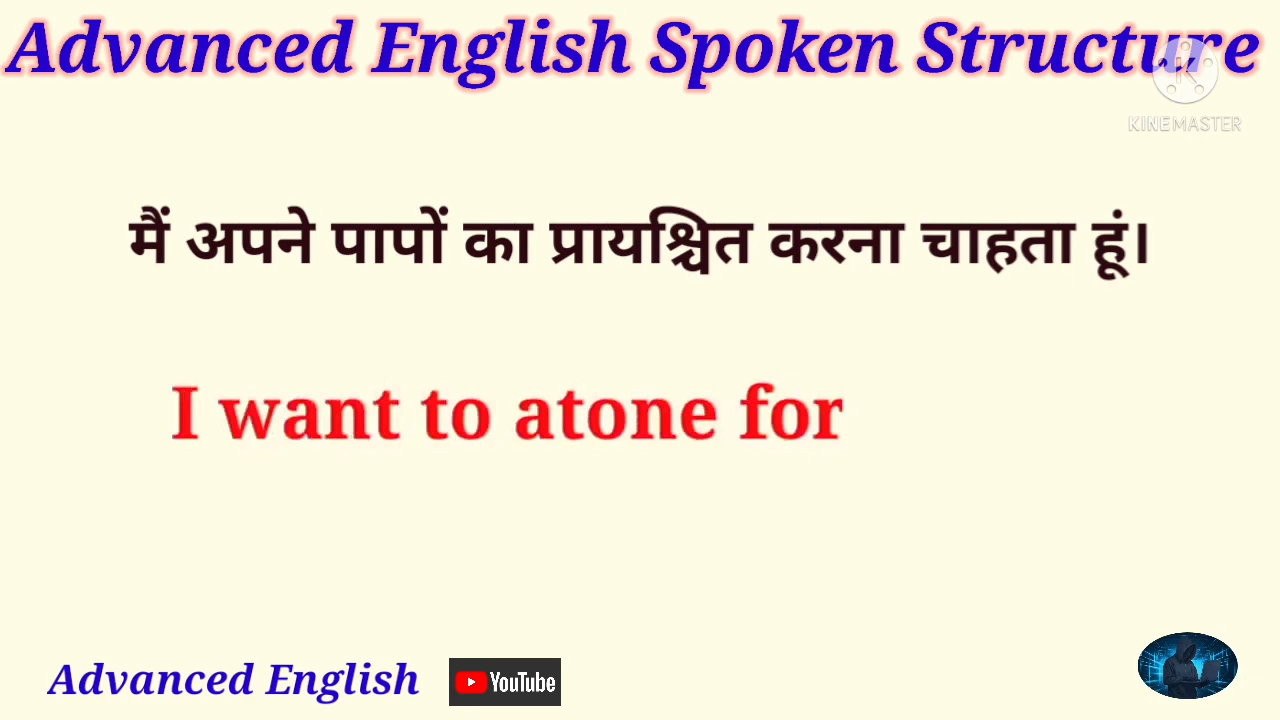 Advanced English Spoken Structure
KINEMASTER
मैं अपने पापों का प्रायश्चित करना चाहता हूं।
I want to atone for
Advanced English
YouTube